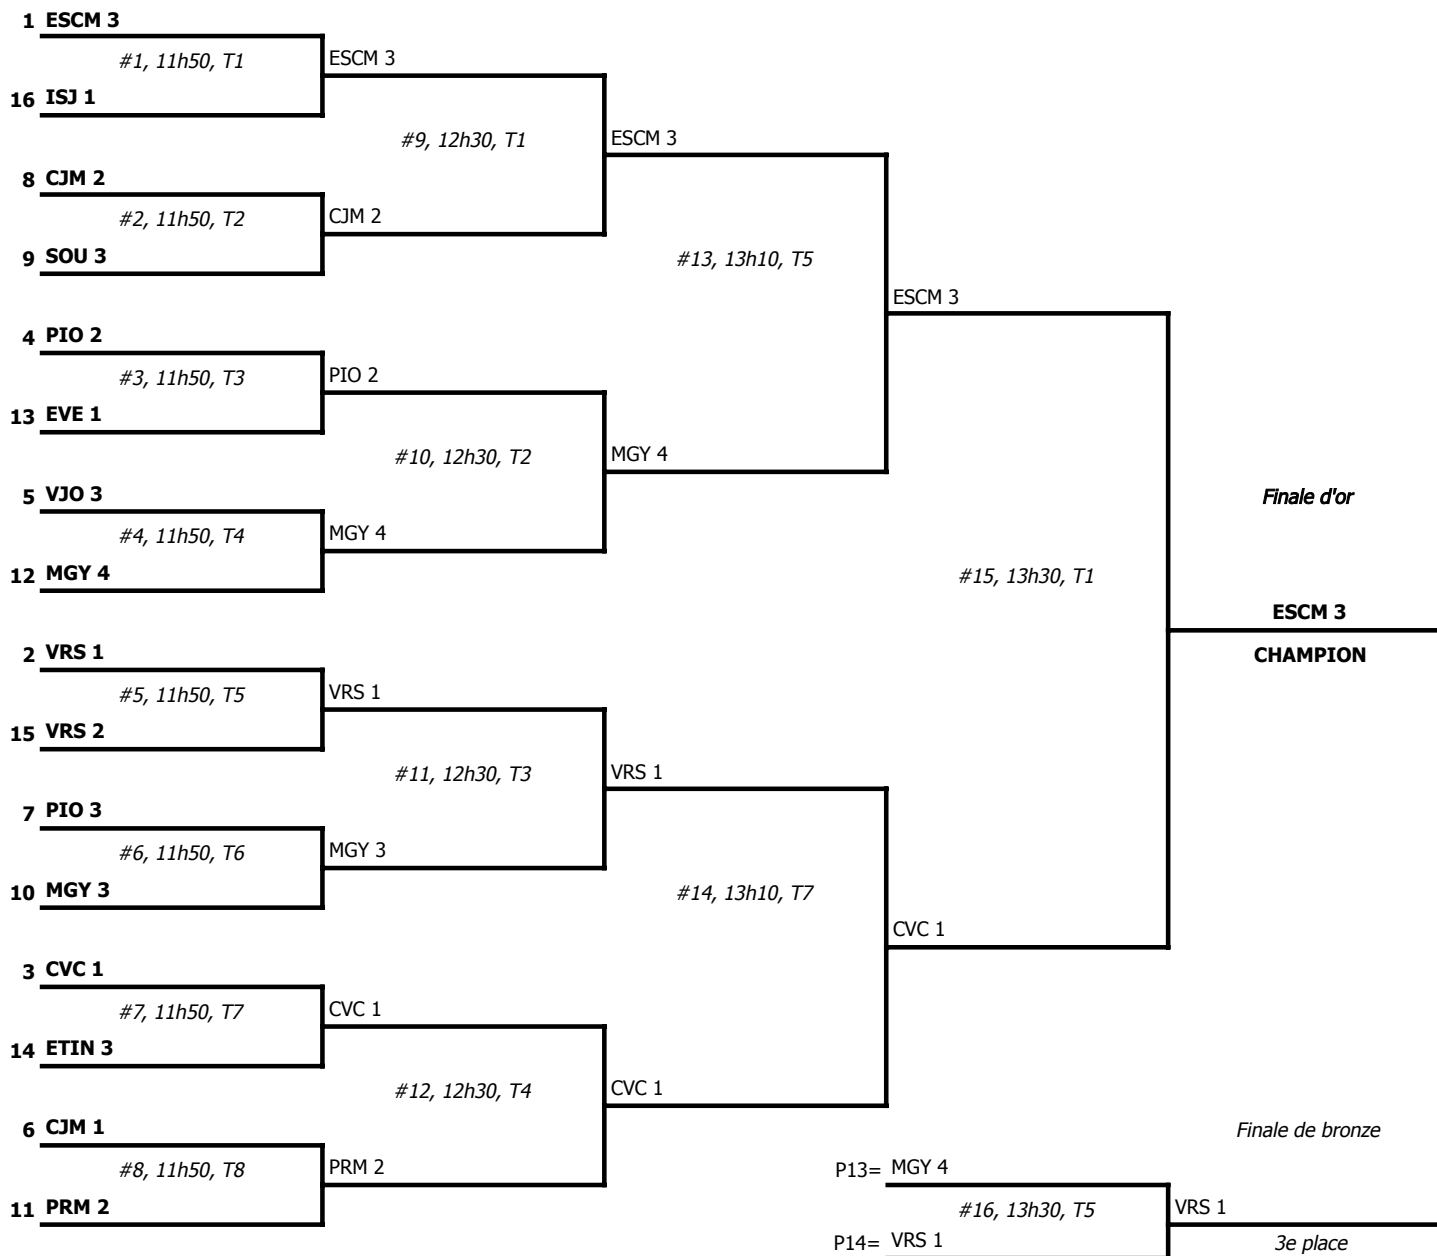 1 ESCM 3
#1, 11h50, T1
ESCM 3
16 ISJ 1
#9, 12h30, T1
ESCM 3
8 CJM 2
#2, 11h50, T2
CJM 2
9 SOU 3
#13, 13h10, T5
ESCM 3
4 PIO 2
#3, 11h50, T3
PIO 2
13 EVE 1
#10, 12h30, T2
MGY 4
5 VJO 3
Finale d'or
#4, 11h50, T4
MGY 4
12 MGY 4
#15, 13h30, T1
ESCM 3
CHAMPION
2 VRS 1
#5, 11h50, T5
VRS 1
15 VRS 2
#11, 12h30, T3
VRS 1
7 PIO 3
#6, 11h50, T6
MGY 3
10 MGY 3
#14, 13h10, T7
CVC 1
3 CVC 1
#7, 11h50, T7
CVC 1
14 ETIN 3
#12, 12h30, T4
CVC 1
6 CJM 1
Finale de bronze
#8, 11h50, T8
PRM 2
P13= MGY 4
11 PRM 2
#16, 13h30, T5
VRS 1
P14= VRS 1
3e place